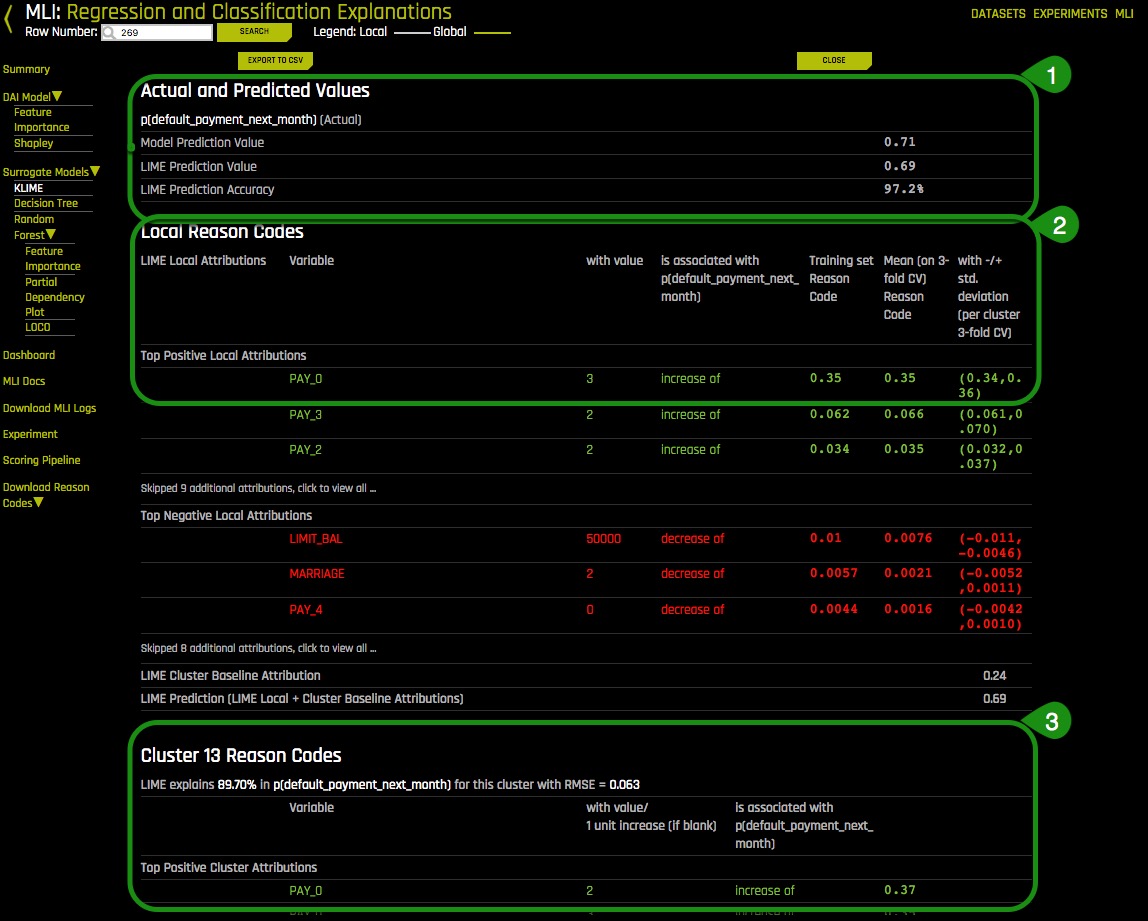 MLI: Regression and Classification Explanations
DATASETS EXPERIMENTS MLI
Row Number: 269 SEARCH Legend: Local Global
EXPORT TO CSV CLOSE
Summary
DAI Model
Feature
Importance
Shapley
Surrogate Models
KLIME
Decision Tree
Random
Forest
Feature
Importance
Partial
Dependency
Plot
LOCO
Dashboard
MLI Docs
Download MLI Logs
Experiment
Scoring Pipeline
Download Reason
Codes
1
Actual and Predicted Values
p(default_payment_next_month) (Actual)
Model Prediction Value 0.71
LIME Prediction Value 0.69
LIME Prediction Accuracy 97.2%
2
Local Reason Codes
LIME Local Attributions Variable with value is associated with Training set Mean (on 3- with -/+
p(default_payment_next_ Reason fold CV) std.
month) Code Reason deviation
Code (per cluster
3-fold CV)
Top Positive Local Attributions
PAY_0 3 increase of 0.35 0.35 (0.34,0.
36)
PAY_3 2 increase of 0.062 0.066 (0.061,0
.070)
PAY_2 2 increase of 0.034 0.035 (0.032,0
.037)
Skipped 9 additional attributions, click to view all ...
Top Negative Local Attributions
LIMIT_BAL 50000 decrease of 0.01 0.0076 (-0.011,
-0.0046)
MARRIAGE 2 decrease of 0.0057 0.0021 (-0.0052
,0.0011)
PAY_4 0 decrease of 0.0044 0.0016 (-0.0042
,0.0010)
Skipped 8 additional attributions, click to view all ...
LIME Cluster Baseline Attribution 0.24
LIME Prediction (LIME Local + Cluster Baseline Attributions) 0.69
3
Cluster 13 Reason Codes
LIME explains 89.70% in p(default_payment_next_month) for this cluster with RMSE = 0.063
Variable with value/ is associated with
1 unit increase (if blank) p(default_payment_next_
month)
Top Positive Cluster Attributions
PAY_0 2 increase of 0.37